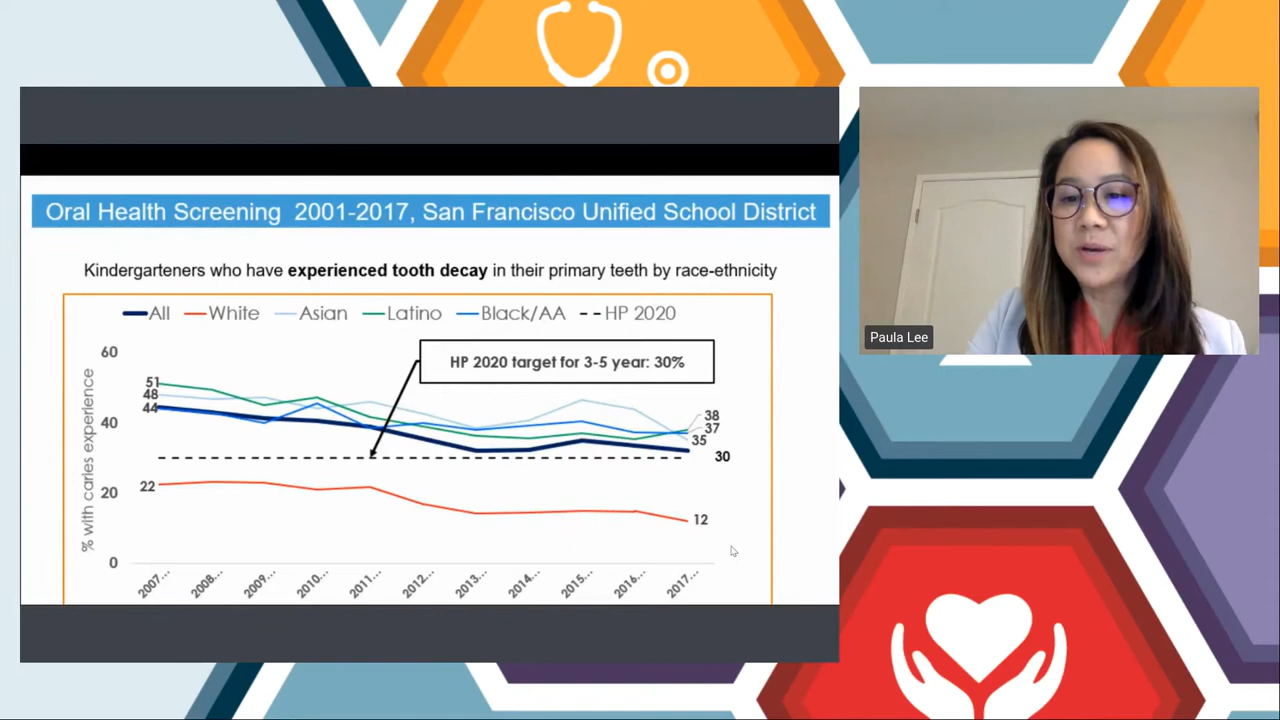 Oral Health Screening 2001-2017, San Francisco Unified School District
Kindergarteners who have experienced tooth decay in their primary teeth by race-ethnicity
All White Asian Latino Black/AA HP 2020
HP 2020 target for 3-5 year: 30%
% with caries experience
60
40
20
0
51
48
44
22
38
37
35
30
12
2007... 2008... 2009... 2010... 2011... 2012... 2013... 2014... 2015... 2016... 2017...
Paula Lee